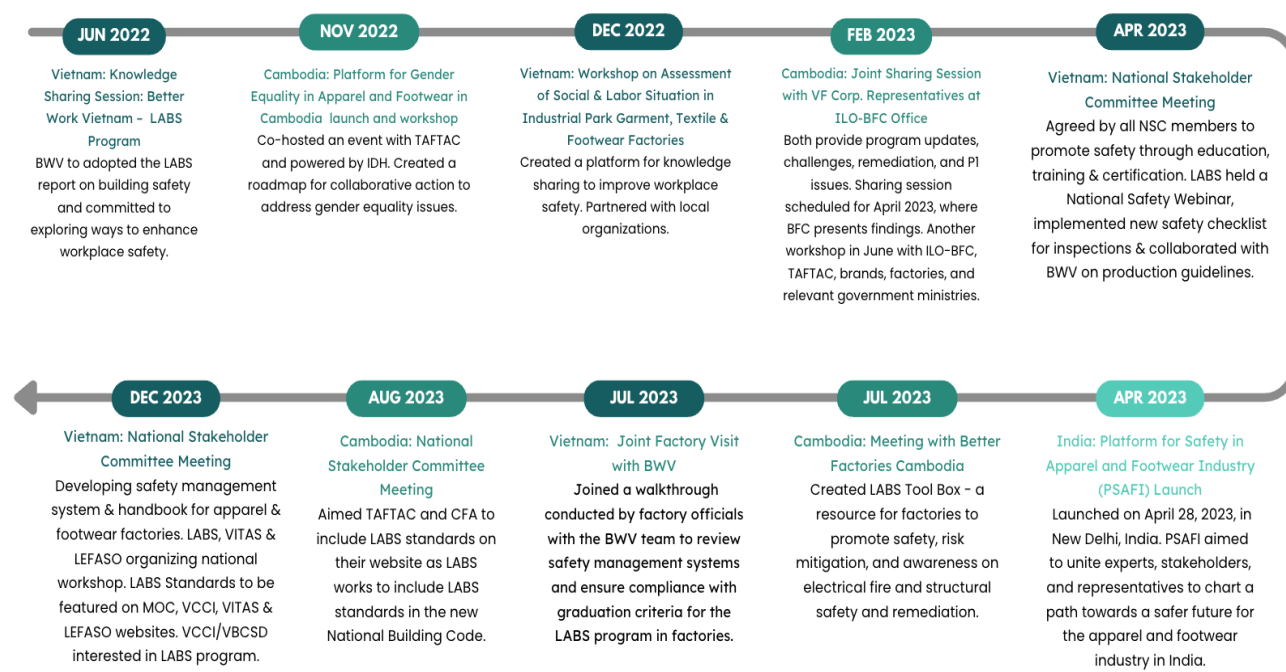 JUN 2022
Vietnam: Knowledge
Sharing Session: Better
Work Vietnam - LABS
Program
BWV to adopted the LABS
report on building safety
and committed to
exploring ways to enhance
workplace safety.
NOV 2022
Cambodia: Platform for Gender
Equality in Apparel and Footwear in
Cambodia launch and workshop
Co-hosted an event with TAFTAC
and powered by IDH. Created a
roadmap for collaborative action to
address gender equality issues.
DEC 2022
Vietnam: Workshop on Assessment
of Social & Labor Situation in
Industrial Park Garment, Textile &
Footwear Factories
Created a platform for knowledge
sharing to improve workplace
safety. Partnered with local
organizations.
FEB 2023
Cambodia: Joint Sharing Session
with VF Corp. Representatives at
ILO-BFC Office
Both provide program updates,
challenges, remediation, and P1
issues. Sharing session
scheduled for April 2023, where
BFC presents findings. Another
workshop in June with ILO-BFC,
TAFTAC, brands, factories, and
relevant government ministries.
APR 2023
Vietnam: National Stakeholder
Committee Meeting
Agreed by all NSC members to
promote safety through education,
training & certification. LABS held a
National Safety Webinar,
implemented new safety checklist
for inspections & collaborated with
BWV on production guidelines.
APR 2023
India: Platform for Safety in
Apparel and Footwear Industry
(PSAFI) Launch
Launched on April 28, 2023, in
New Delhi, India. PSAFI aimed
to unite experts, stakeholders,
and representatives to chart a
path towards a safer future for
the apparel and footwear
industry in India.
JUL 2023
Cambodia: Meeting with Better
Factories Cambodia
Created LABS Tool Box - a
resource for factories to
promote safety, risk
mitigation, and awareness on
electrical fire and structural
safety and remediation.
JUL 2023
Vietnam: Joint Factory Visit
with BWV
Joined a walkthrough
conducted by factory officials
with the BWV team to review
safety management systems
and ensure compliance with
graduation criteria for the
LABS program in factories.
AUG 2023
Cambodia: National
Stakeholder Committee
Meeting
Aimed TAFTAC and CFA to
include LABS standards on
their website as LABS
works to include LABS
standards in the new
National Building Code.
DEC 2023
Vietnam: National Stakeholder
Committee Meeting
Developing safety management
system & handbook for apparel &
footwear factories. LABS, VITAS &
LEFASO organizing national
workshop. LABS Standards to be
featured on MOC, VCCI, VITAS &
LEFASO websites. VCCI/VBCSD
interested in LABS program.